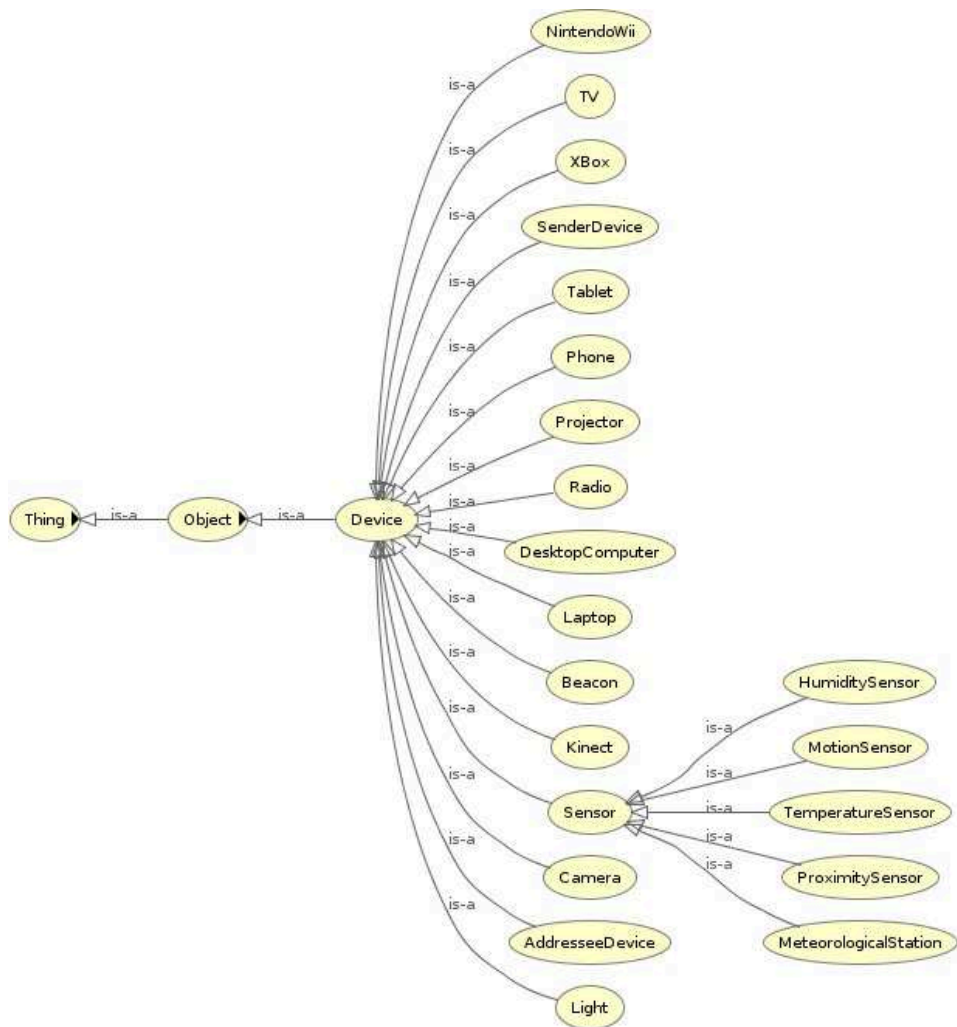 NintendoWii
is-a
TV
is-a
XBox
is-a
SenderDevice
is-a
Tablet
is-a
Phone
is-a
Projector
is-a
Radio
Thing
is-a
Object
is-a
Device
is-a
is-a
DesktopComputer
is-a
Laptop
is-a
Beacon
is-a
Kinect
is-a
Sensor
is-a
Camera
is-a
AddresseeDevice
is-a
Light
HumiditySensor
is-a
MotionSensor
is-a
TemperatureSensor
is-a
ProximitySensor
is-a
MeteorologicalStation
is-a